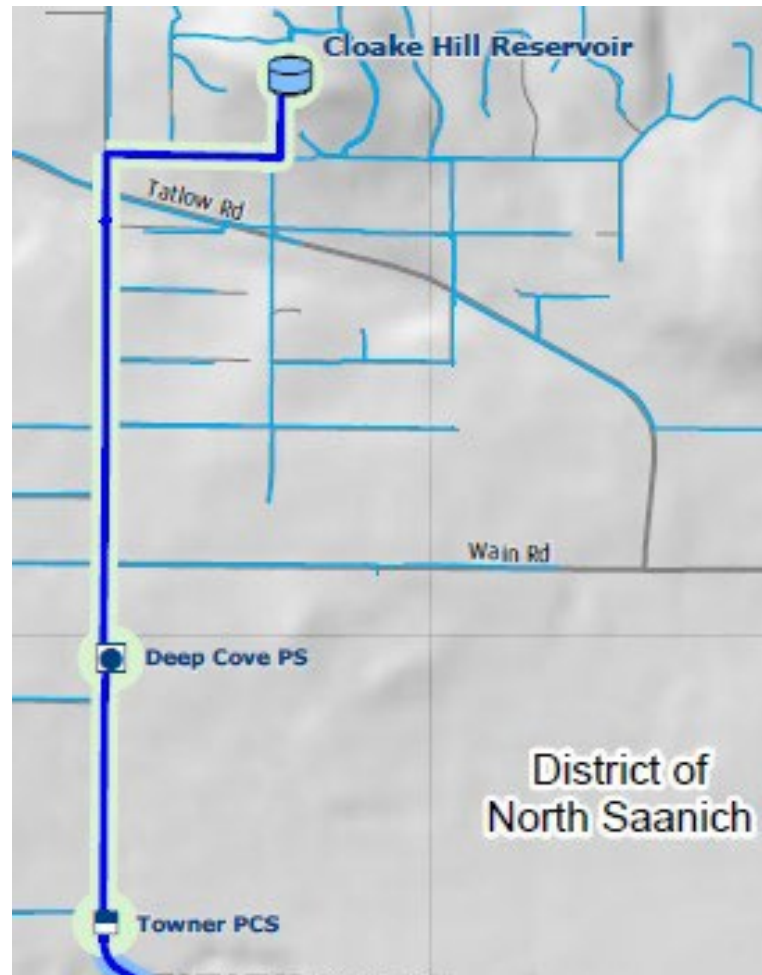 Cloake Hill Reservoir
Tatlow Rd
Wain Rd
Deep Cove PS
District of
North Saanich
Towner PCS